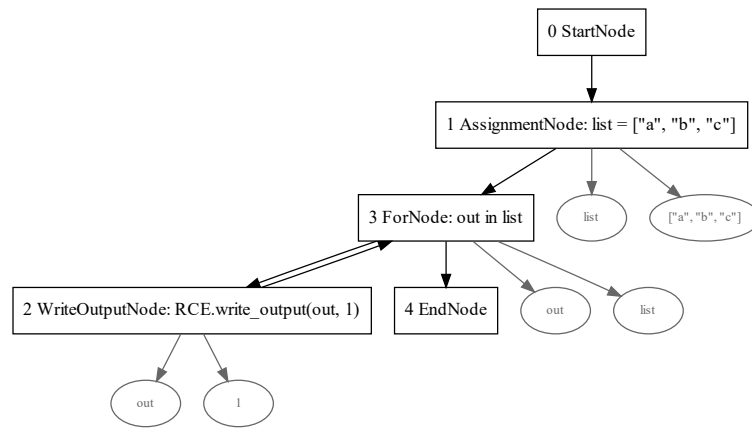 0 StartNode
1 AssignmentNode: list = ["a", "b", "c"]
3 ForNode: out in list
list
["a", "b", "c"]
2 WriteOutputNode: RCE.write_output(out, 1)
4 EndNode
out
list
out
1